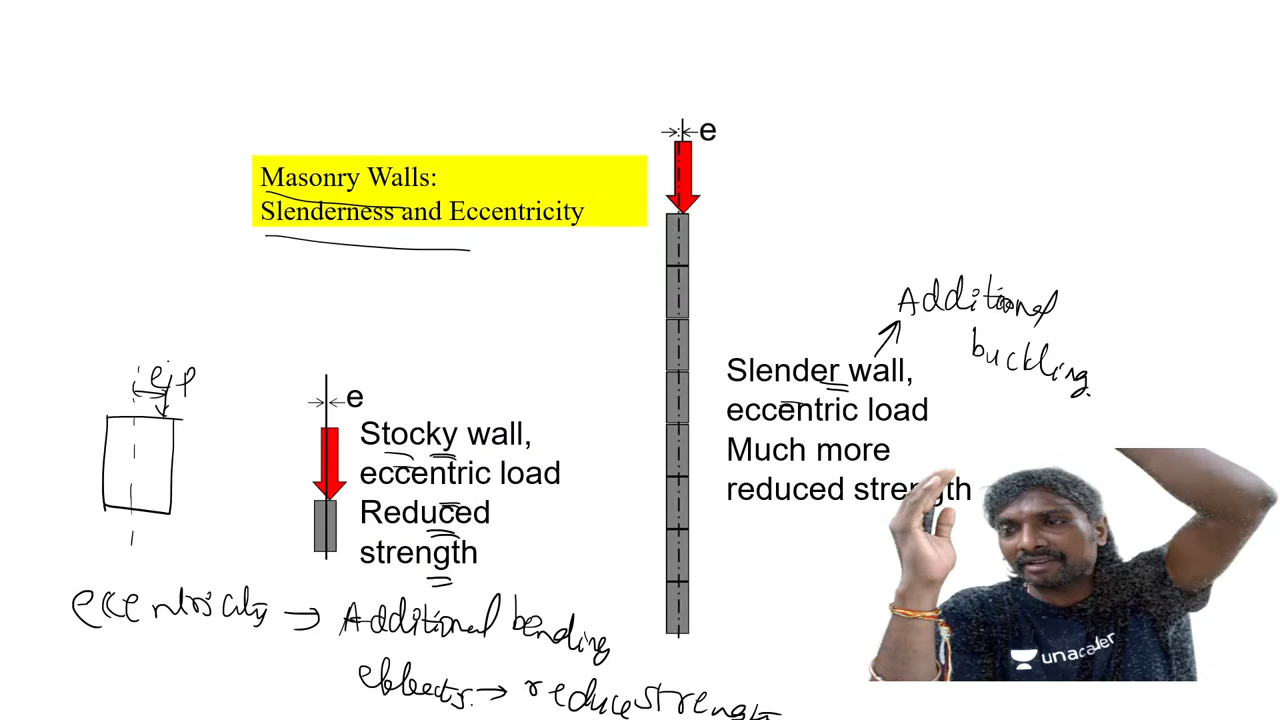 e
Masonry Walls:
Slenderness and Eccentricity
Additional
buckling.
Slender wall,
eccentric load
Much more
reduced strength
e P
e
Stocky wall,
eccentric load
Reduced
strength
eccentricity → Additional bending
effects. → reduce strength
unacademy